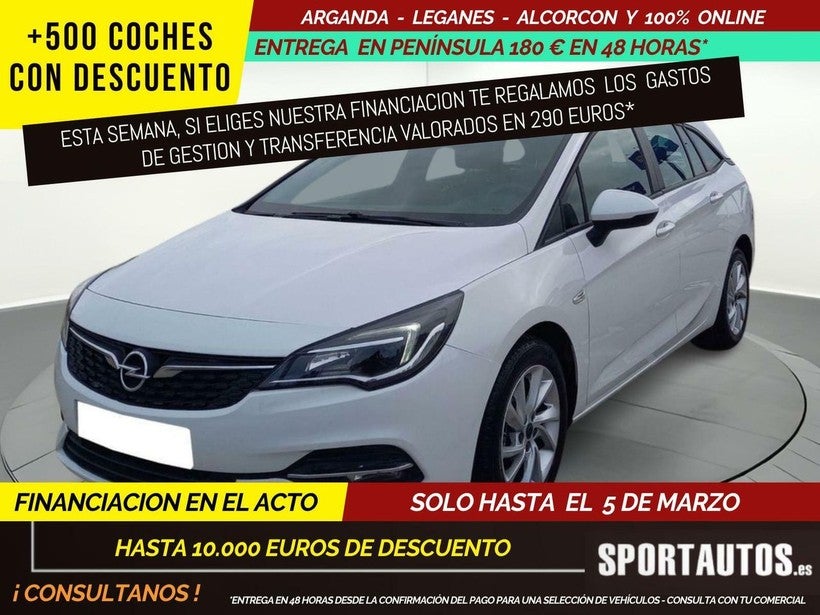 +500 COCHES
CON DESCUENTO
ARGANDA - LEGANES - ALCORCON Y 100% ONLINE
ENTREGA EN PENÍNSULA 180 € EN 48 HORAS*
ESTA SEMANA, SI ELIGES NUESTRA FINANCIACION TE REGALAMOS LOS GASTOS
DE GESTION Y TRANSFERENCIA VALORADOS EN 290 EUROS*
FINANCIACION EN EL ACTO
SOLO HASTA EL 5 DE MARZO
HASTA 10.000 EUROS DE DESCUENTO
SPORTAUTOS.es
¡ CONSULTANOS !
*ENTREGA EN 48 HORAS DESDE LA CONFIRMACIÓN DEL PAGO PARA UNA SELECCIÓN DE VEHÍCULOS - CONSULTA CON TU COMERCIAL